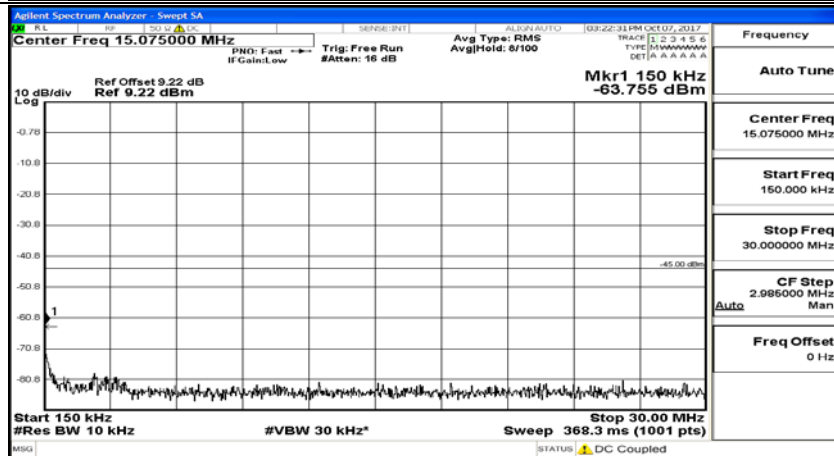 Agilent Spectrum Analyzer - Swept SA
RL RF 50 Ω DC SENSE:INT ALIGN AUTO 03:22:31 PM Oct 07, 2017
Center Freq 15.075000 MHz
PNO: Fast
IFGain:Low
Trig: Free Run
#Atten: 16 dB
Avg Type: RMS
Avg|Hold: 8/100
TRACE 1 2 3 4 5 6
TYPE M W W W W W
DET A A A A A A
Mkr1 150 kHz
-63.755 dBm
Ref Offset 9.22 dB
10 dB/div Ref 9.22 dBm
Log
-0.78
-10.8
-20.8
-30.8
-40.8
-45.00 dBm
-50.8
-60.8
1
-70.8
-80.8
Start 150 kHz Stop 30.00 MHz
#Res BW 10 kHz #VBW 30 kHz* Sweep 368.3 ms (1001 pts)
MSG STATUS DC Coupled
Frequency
Auto Tune
Center Freq
15.075000 MHz
Start Freq
150.000 kHz
Stop Freq
30.000000 MHz
CF Step
2.985000 MHz
Auto Man
Freq Offset
0 Hz